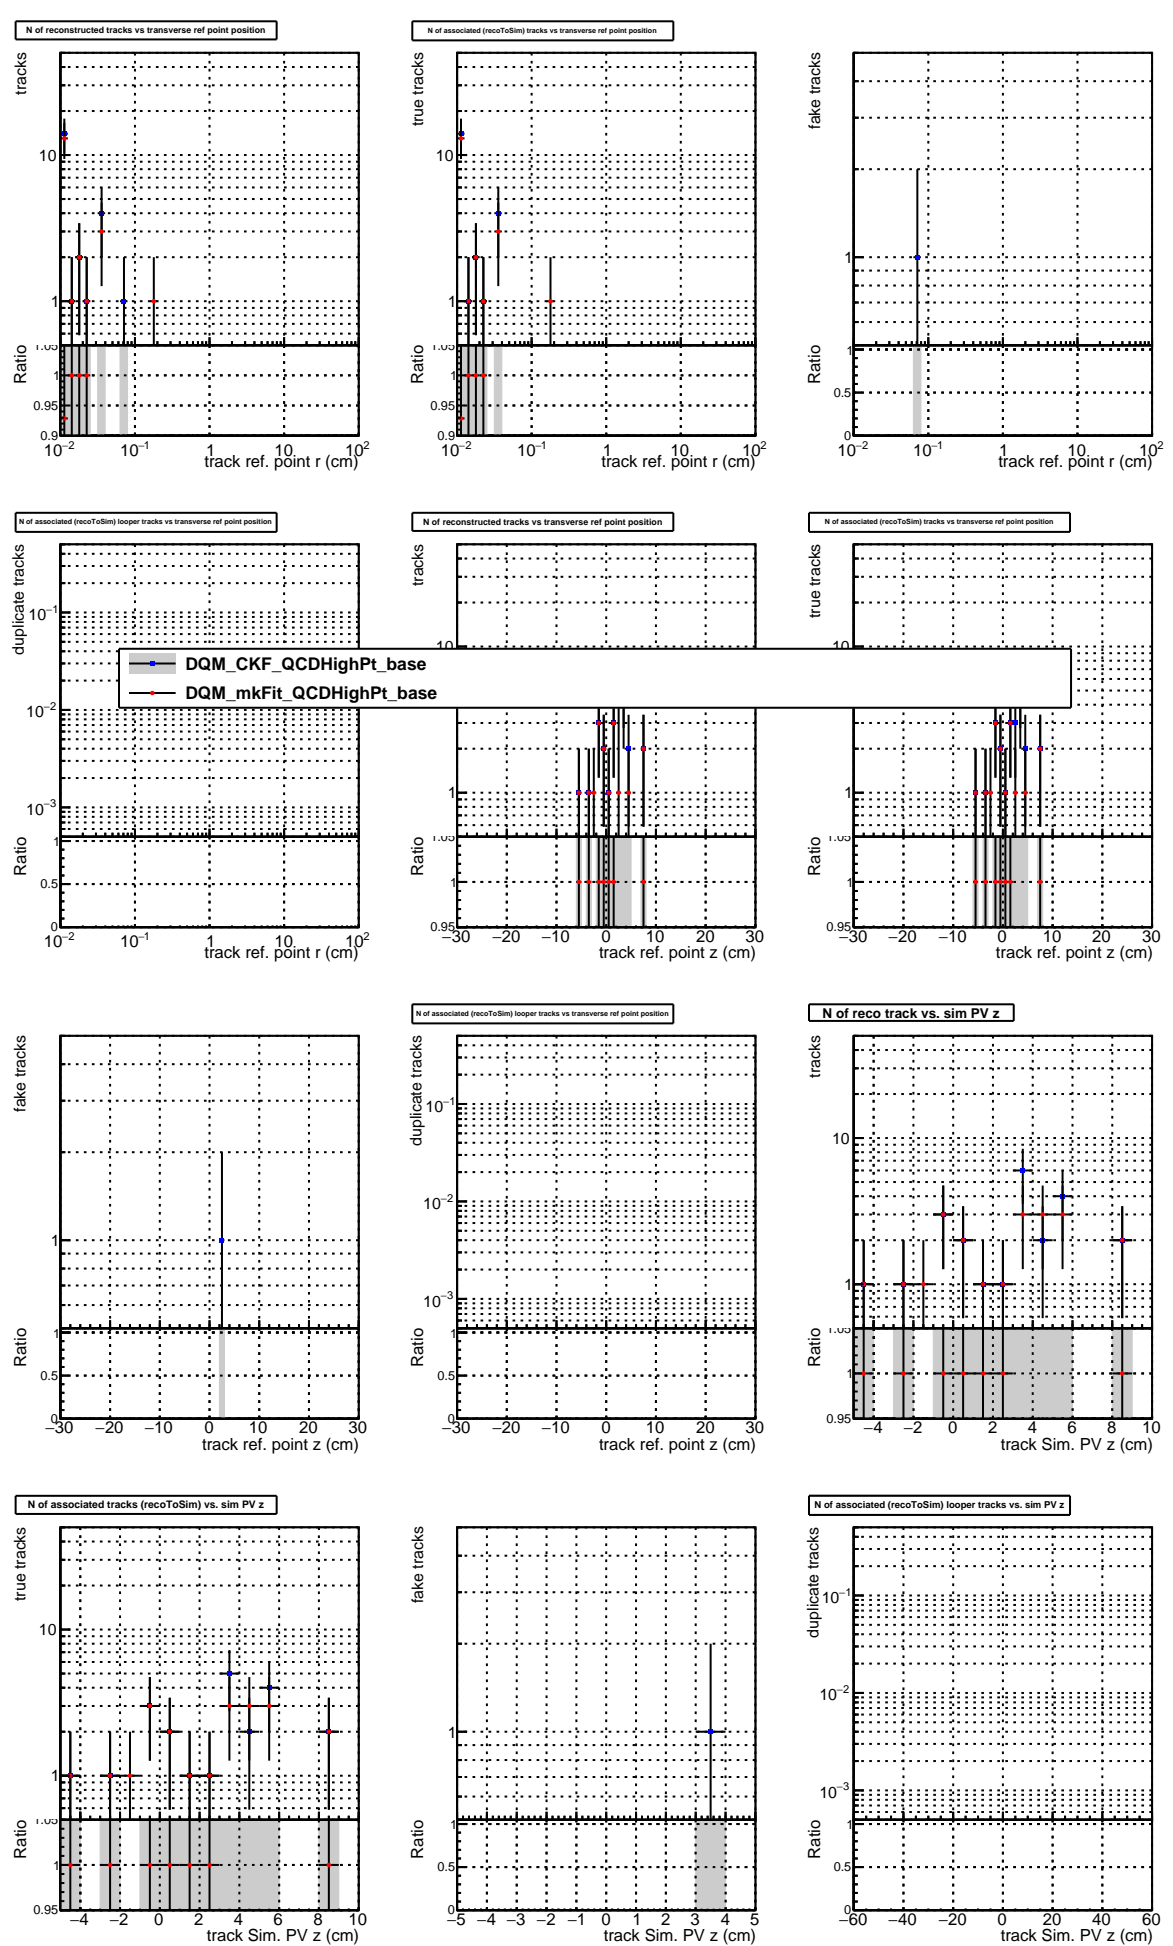 N of reconstructed tracks vs transverse ref point position
tracks
10
1
Ratio
1.05
1
0.95
0.9
10−2 10−1 1 10 102
track ref. point r (cm)
N of associated (recoToSim) tracks vs transverse ref point position
true tracks
10
1
Ratio
1.05
1
0.95
0.9
10−2 10−1 1 10 102
track ref. point r (cm)
fake tracks
1
Ratio
1
0.5
0
10−2 10−1 1 10 102
track ref. point r (cm)
N of associated (recoToSim) looper tracks vs transverse ref point position
duplicate tracks
10−1
10−2
10−3
Ratio
1
0.5
0
10−2 10−1 1 10 102
track ref. point r (cm)
N of reconstructed tracks vs transverse ref point position
tracks
10
1
Ratio
1.05
1
0.95
−30 −20 −10 0 10 20 30
track ref. point z (cm)
N of associated (recoToSim) tracks vs transverse ref point position
true tracks
10
1
Ratio
1.05
1
0.95
−30 −20 −10 0 10 20 30
track ref. point z (cm)
DQM_CKF_QCDHighPt_base
DQM_mkFit_QCDHighPt_base
fake tracks
1
Ratio
1
0.5
0
−30 −20 −10 0 10 20 30
track ref. point z (cm)
N of associated (recoToSim) looper tracks vs transverse ref point position
duplicate tracks
10−1
10−2
10−3
Ratio
1
0.5
0
−30 −20 −10 0 10 20 30
track ref. point z (cm)
N of reco track vs. sim PV z
tracks
10
1
Ratio
1.05
1
0.95
−4 −2 0 2 4 6 8 10
track Sim. PV z (cm)
N of associated tracks (recoToSim) vs. sim PV z
true tracks
10
1
Ratio
1.05
1
0.95
−4 −2 0 2 4 6 8 10
track Sim. PV z (cm)
fake tracks
1
Ratio
1
0.5
0
−5 −4 −3 −2 −1 0 1 2 3 4 5
track Sim. PV z (cm)
N of associated (recoToSim) looper tracks vs. sim PV z
duplicate tracks
10−1
10−2
10−3
Ratio
1
0.5
0
−60 −40 −20 0 20 40 60
track Sim. PV z (cm)